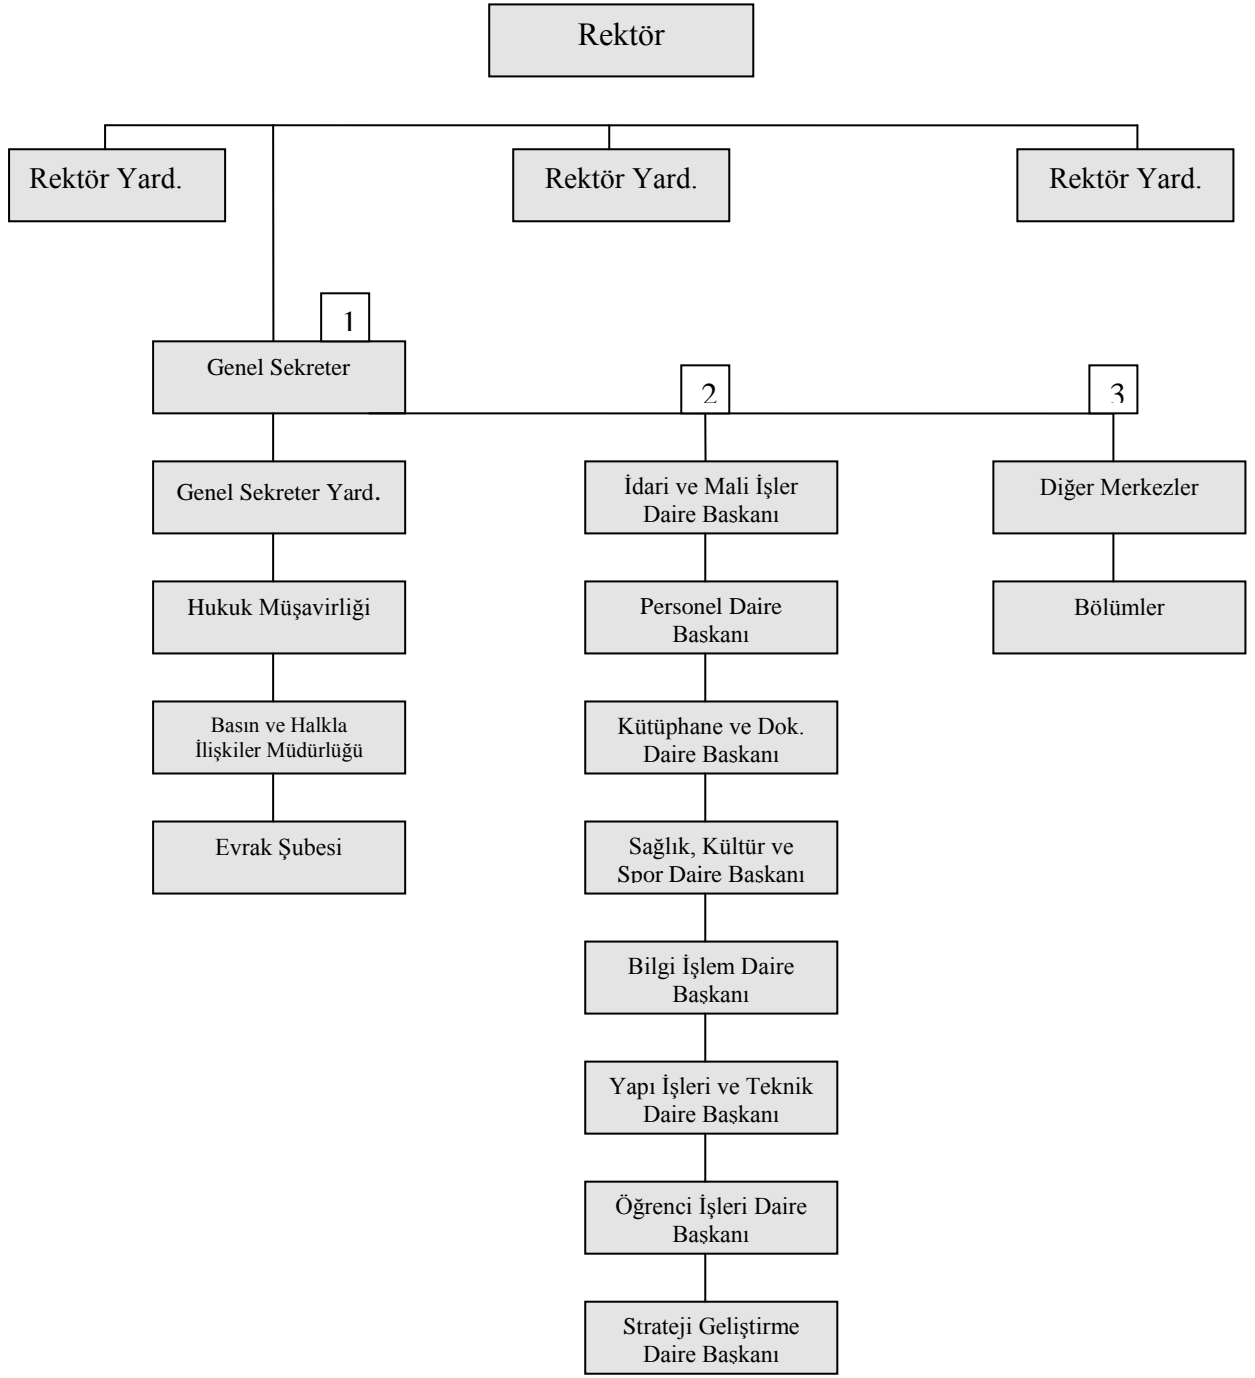 Rektör
Rektör Yard.
Rektör Yard.
Rektör Yard.
1
Genel Sekreter
2
3
Genel Sekreter Yard.
İdari ve Mali İşler
Daire Başkanı
Diğer Merkezler
Hukuk Müşavirliği
Personel Daire
Başkanı
Bölümler
Basın ve Halkla
İlişkiler Müdürlüğü
Kütüphane ve Dok.
Daire Başkanı
Evrak Şubesi
Sağlık, Kültür ve
Spor Daire Başkanı
Bilgi İşlem Daire
Başkanı
Yapı İşleri ve Teknik
Daire Başkanı
Öğrenci İşleri Daire
Başkanı
Strateji Geliştirme
Daire Başkanı